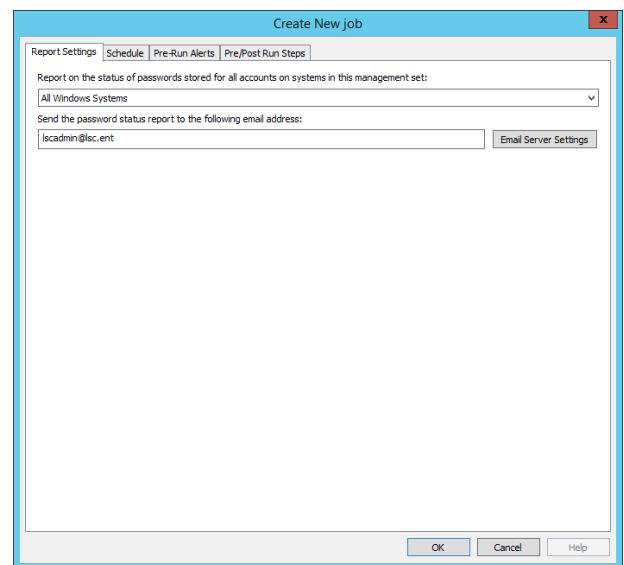 Create New job
x
Report Settings Schedule Pre-Run Alerts Pre/Post Run Steps
Report on the status of passwords stored for all accounts on systems in this management set:
All Windows Systems
Send the password status report to the following email address:
lscadmin@lsc.ent Email Server Settings
OK Cancel Help